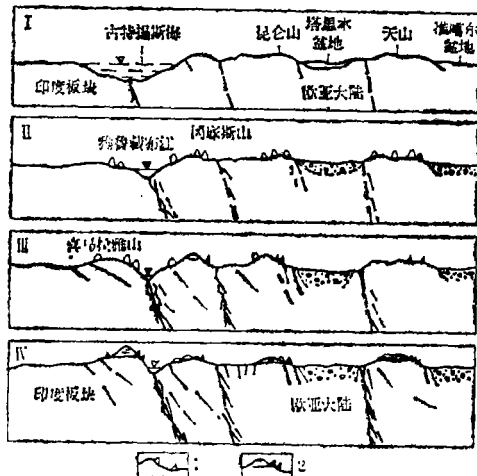 I
古特提斯海
昆仑山
塔里木
盆地
天山
准噶尔
盆地
印度板块
欧亚大陆
II
雅鲁藏布江
冈底斯山
III
喜马拉雅山
IV
印度板块
欧亚大陆
1
2